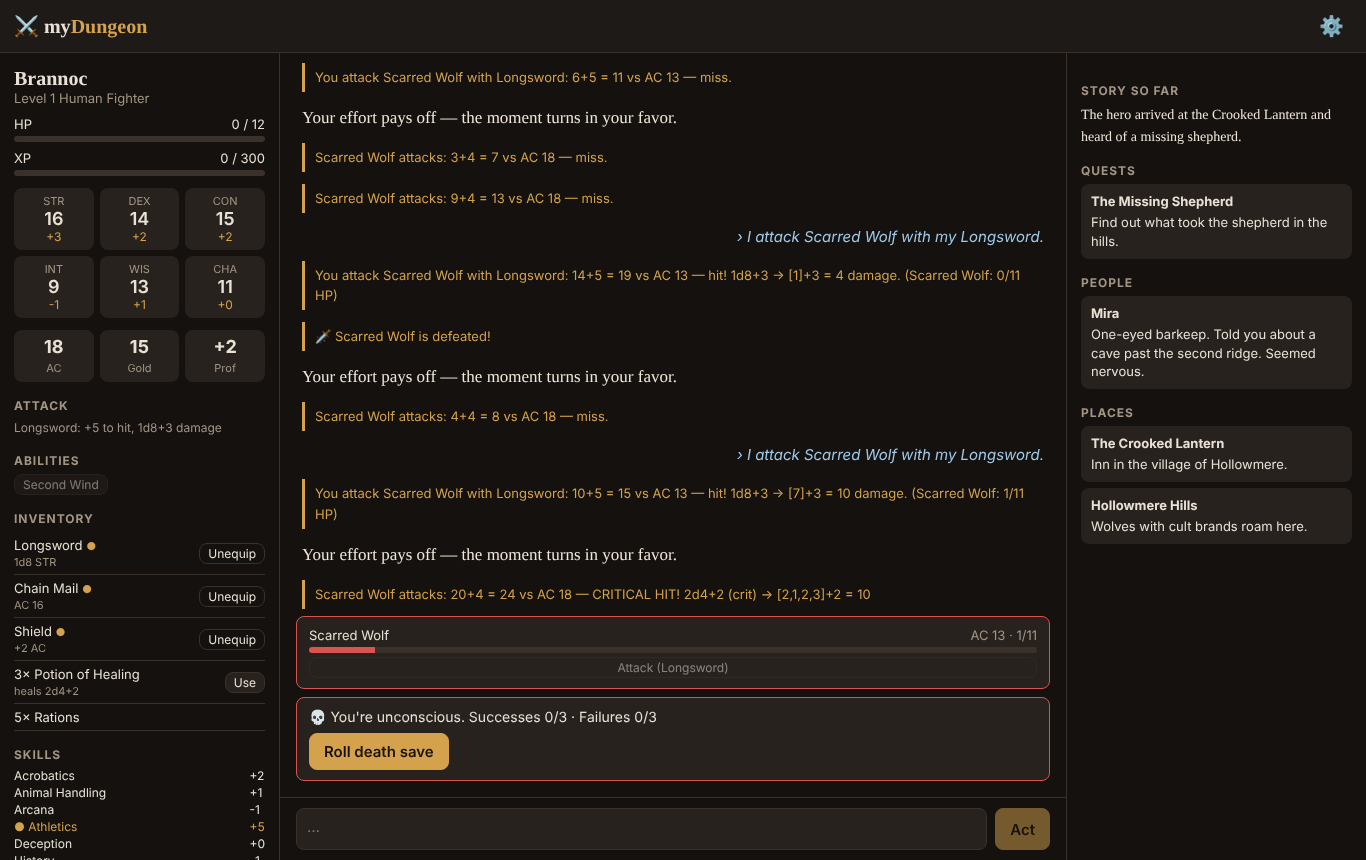 ⚔️ myDungeon
Brannoc
Level 1 Human Fighter
HP 0 / 12
XP 0 / 300
STR DEX CON
16 14 15
+3 +2 +2
INT WIS CHA
9 13 11
-1 +1 +0
18 15 +2
AC Gold Prof
ATTACK
Longsword: +5 to hit, 1d8+3 damage
ABILITIES
Second Wind
INVENTORY
Longsword
1d8 STR
Unequip
Chain Mail
AC 16
Unequip
Shield
+2 AC
Unequip
3× Potion of Healing
heals 2d4+2
Use
5× Rations
SKILLS
Acrobatics +2
Animal Handling +1
Arcana -1
Athletics +5
Deception +0
You attack Scarred Wolf with Longsword: 6+5 = 11 vs AC 13 — miss.
Your effort pays off — the moment turns in your favor.
Scarred Wolf attacks: 3+4 = 7 vs AC 18 — miss.
Scarred Wolf attacks: 9+4 = 13 vs AC 18 — miss.
› I attack Scarred Wolf with my Longsword.
You attack Scarred Wolf with Longsword: 14+5 = 19 vs AC 13 — hit! 1d8+3 → [1]+3 = 4 damage. (Scarred Wolf: 0/11
HP)
🗡️ Scarred Wolf is defeated!
Your effort pays off — the moment turns in your favor.
Scarred Wolf attacks: 4+4 = 8 vs AC 18 — miss.
› I attack Scarred Wolf with my Longsword.
You attack Scarred Wolf with Longsword: 10+5 = 15 vs AC 13 — hit! 1d8+3 → [7]+3 = 10 damage. (Scarred Wolf: 1/11
HP)
Your effort pays off — the moment turns in your favor.
Scarred Wolf attacks: 20+4 = 24 vs AC 18 — CRITICAL HIT! 2d4+2 (crit) → [2,1,2,3]+2 = 10
Scarred Wolf AC 13 · 1/11
Attack (Longsword)
💀 You're unconscious. Successes 0/3 · Failures 0/3
Roll death save
...
Act
STORY SO FAR
The hero arrived at the Crooked Lantern and
heard of a missing shepherd.
QUESTS
The Missing Shepherd
Find out what took the shepherd in the
hills.
PEOPLE
Mira
One-eyed barkeep. Told you about a
cave past the second ridge. Seemed
nervous.
PLACES
The Crooked Lantern
Inn in the village of Hollowmere.
Hollowmere Hills
Wolves with cult brands roam here.